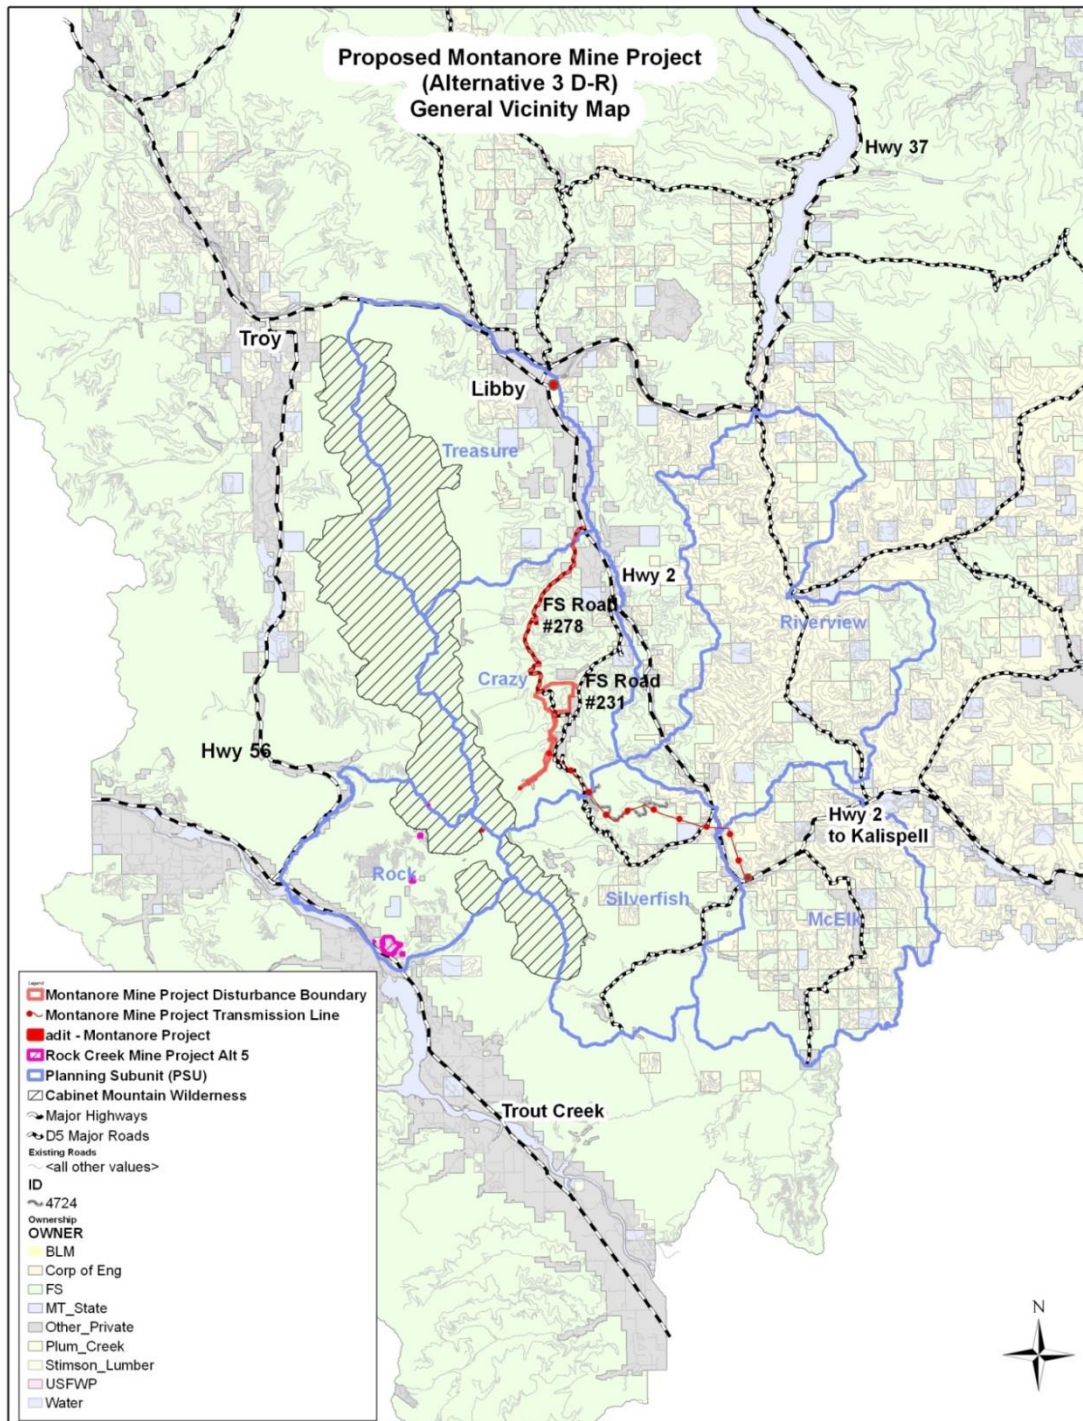 Proposed Montanore Mine Project
(Alternative 3 D-R)
General Vicinity Map
Hwy 37
Troy
Libby
Treasure
Hwy 2
FS Road
#278
Riverview
Crazy
FS Road
#231
Hwy 56
Hwy 2
to Kalispell
Rock
Silverfish
McElk
Trout Creek
Legend
Montanore Mine Project Disturbance Boundary
Montanore Mine Project Transmission Line
adit - Montanore Project
Rock Creek Mine Project Alt 5
Planning Subunit (PSU)
Cabinet Mountain Wilderness
Major Highways
D5 Major Roads
Existing Roads
<all other values>
ID
4724
Ownership
OWNER
BLM
Corp of Eng
FS
MT_State
Other_Private
Plum_Creek
Stimson_Lumber
USFWP
Water
N